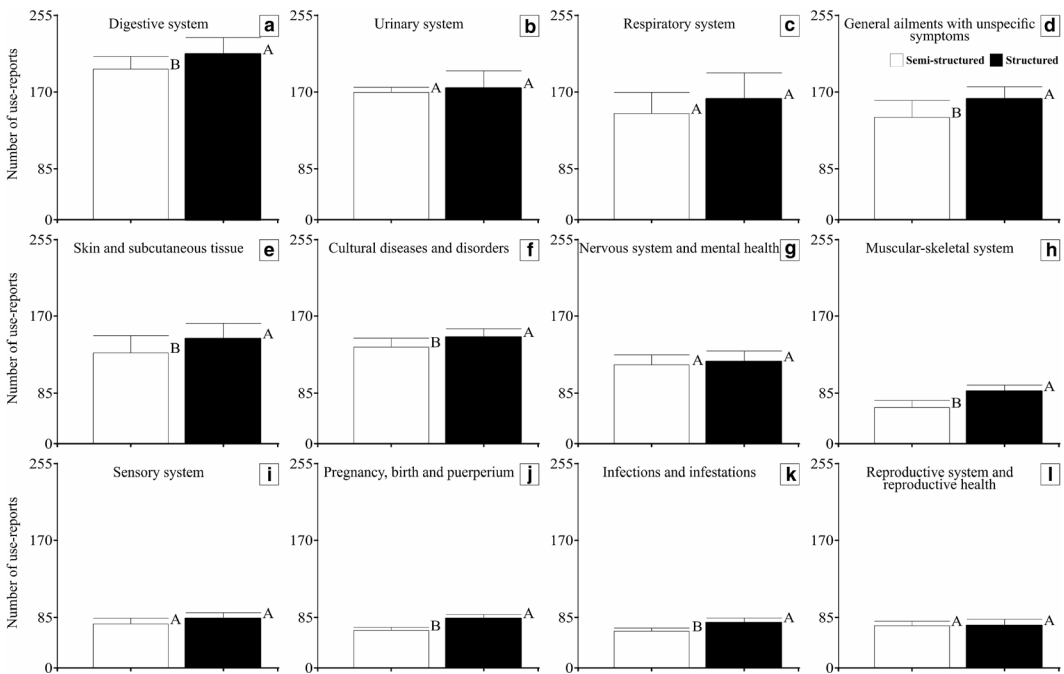 Digestive system a
Urinary system b
Respiratory system c
General ailments with unspecific symptoms d
Semi-structured Structured
Number of use-reports
255
170
85
0
B A
255
170
85
0
A A
255
170
85
0
A A
255
170
85
0
B A
Skin and subcutaneous tissue e
Cultural diseases and disorders f
Nervous system and mental health g
Muscular-skeletal system h
Number of use-reports
255
170
85
0
B A
255
170
85
0
B A
255
170
85
0
A A
255
170
85
0
B A
Sensory system i
Pregnancy, birth and puerperium j
Infections and infestations k
Reproductive system and
reproductive health l
Number of use-reports
255
170
85
0
A A
255
170
85
0
B A
255
170
85
0
B A
255
170
85
0
A A